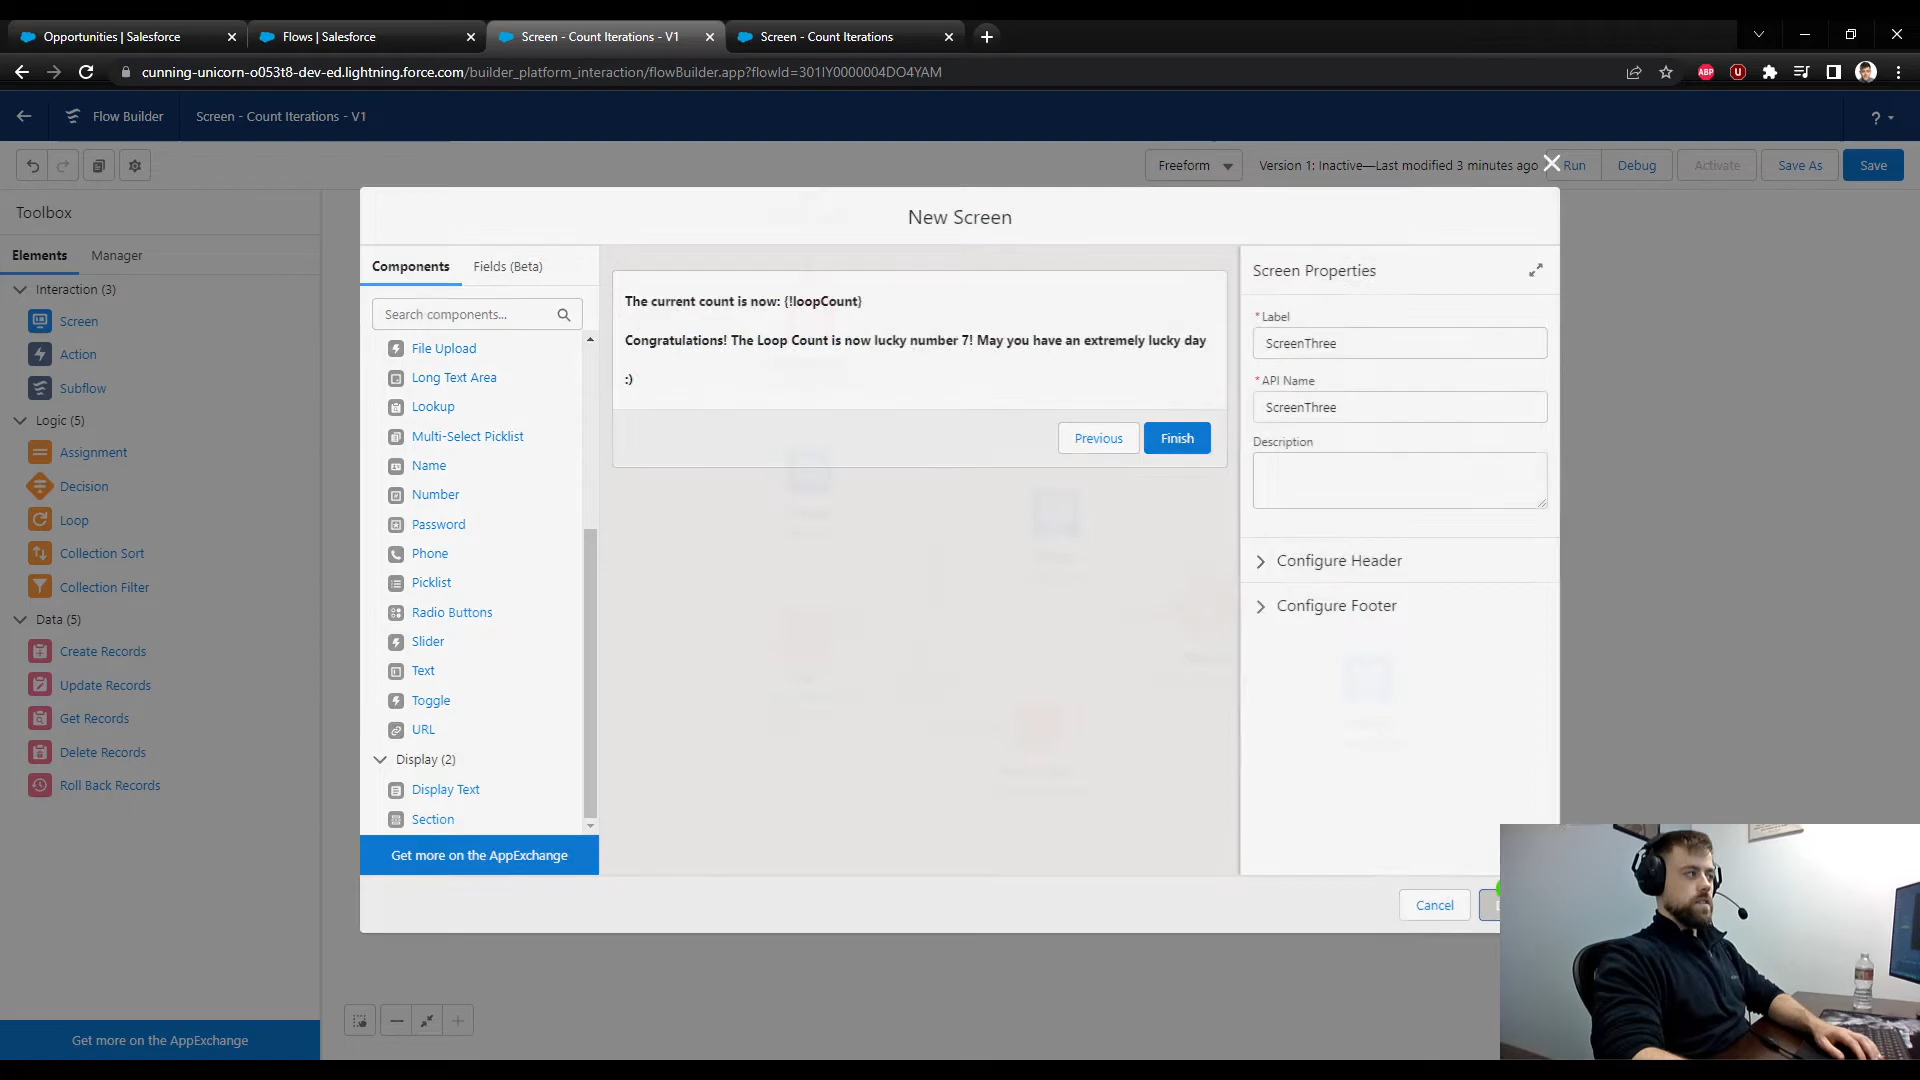 Opportunities | Salesforce
Flows | Salesforce
Screen - Count Iterations - V1
Screen - Count Iterations
cunning-unicorn-o053t8-dev-ed.lightning.force.com/builder_platform_interaction/flowBuilder.app?flowId=301IY0000004DO4YAM
ABP
Flow Builder
Screen - Count Iterations - V1
?
Freeform
Version 1: Inactive—Last modified 3 minutes ago
Run
Debug
Activate
Save As
Save
Toolbox
Elements
Manager
Interaction (3)
Screen
Action
Subflow
Logic (5)
Assignment
Decision
Loop
Collection Sort
Collection Filter
Data (5)
Create Records
Update Records
Get Records
Delete Records
Roll Back Records
Get more on the AppExchange
New Screen
Components
Fields (Beta)
Search components...
File Upload
Long Text Area
Lookup
Multi-Select Picklist
Name
Number
Password
Phone
Picklist
Radio Buttons
Slider
Text
Toggle
URL
Display (2)
Display Text
Section
Get more on the AppExchange
The current count is now: {!loopCount}
Congratulations! The Loop Count is now lucky number 7! May you have an extremely lucky day
:)
Previous
Finish
Screen Properties
* Label
ScreenThree
* API Name
ScreenThree
Description
Configure Header
Configure Footer
Cancel